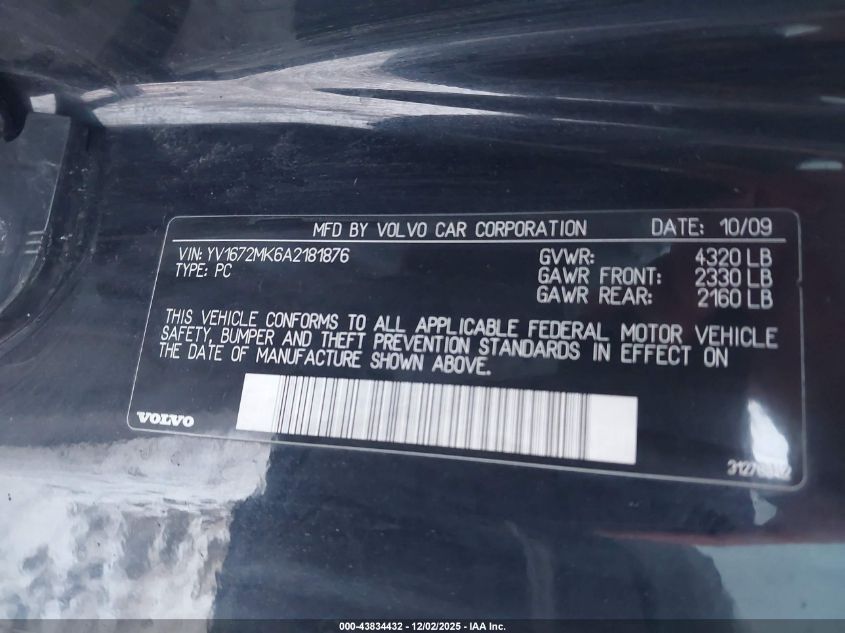 MFD BY VOLVO CAR CORPORATION DATE: 10/09
VIN: YV1672MK6A2181876 GVWR: 4320 LB
TYPE: PC GAWR FRONT: 2330 LB
GAWR REAR: 2160 LB
THIS VEHICLE CONFORMS TO ALL APPLICABLE FEDERAL MOTOR VEHICLE
SAFETY, BUMPER AND THEFT PREVENTION STANDARDS IN EFFECT ON
THE DATE OF MANUFACTURE SHOWN ABOVE.
VOLVO
000-43834432 - 12/02/2025 - IAA Inc.